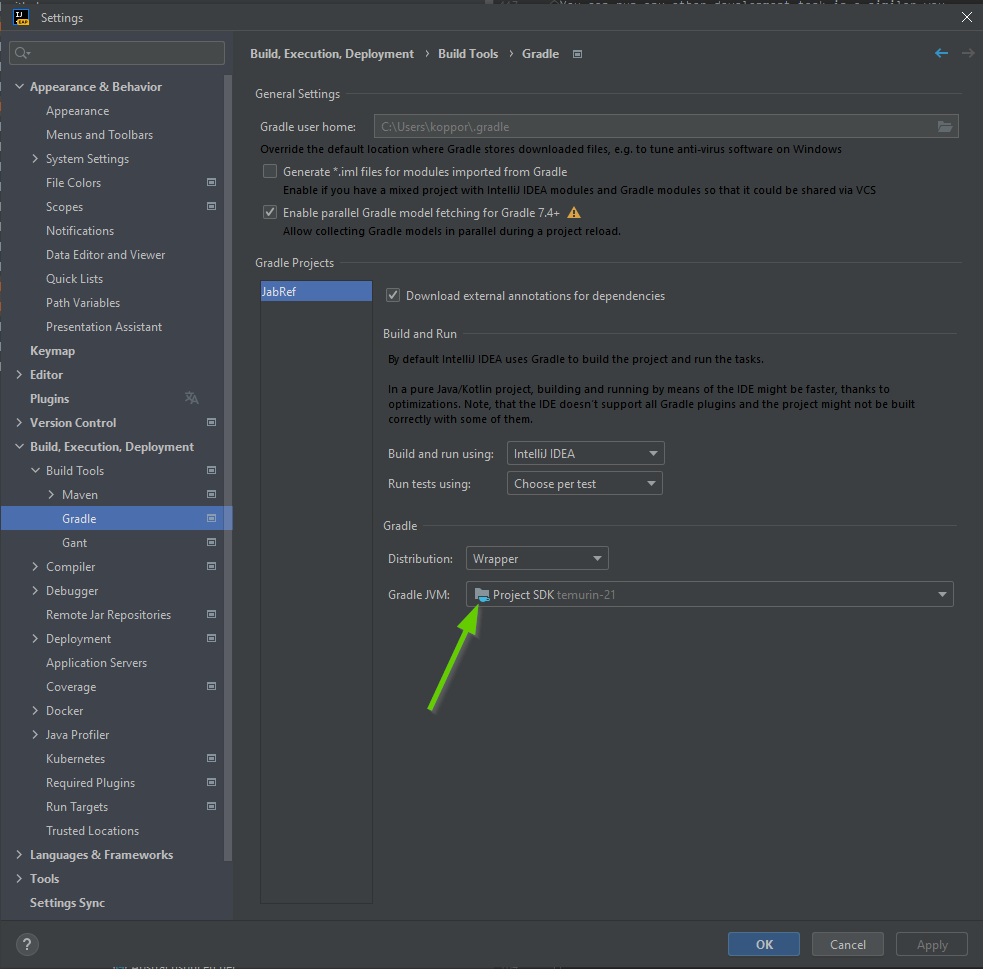 Settings
Appearance & Behavior
Appearance
Menus and Toolbars
System Settings
File Colors
Scopes
Notifications
Data Editor and Viewer
Quick Lists
Path Variables
Presentation Assistant
Keymap
Editor
Plugins
Version Control
Build, Execution, Deployment
Build Tools
Maven
Gradle
Gant
Compiler
Debugger
Remote Jar Repositories
Deployment
Application Servers
Coverage
Docker
Java Profiler
Kubernetes
Required Plugins
Run Targets
Trusted Locations
Languages & Frameworks
Tools
Settings Sync
Build, Execution, Deployment › Build Tools › Gradle
General Settings
Gradle user home: C:\Users\koppor\.gradle
Override the default location where Gradle stores downloaded files, e.g. to tune anti-virus software on Windows
Generate *.iml files for modules imported from Gradle
Enable if you have a mixed project with IntelliJ IDEA modules and Gradle modules so that it could be shared via VCS
Enable parallel Gradle model fetching for Gradle 7.4+
Allow collecting Gradle models in parallel during a project reload.
Gradle Projects
JabRef
Download external annotations for dependencies
Build and Run
By default IntelliJ IDEA uses Gradle to build the project and run the tasks.
In a pure Java/Kotlin project, building and running by means of the IDE might be faster, thanks to
optimizations. Note, that the IDE doesn't support all Gradle plugins and the project might not be built
correctly with some of them.
Build and run using: IntelliJ IDEA
Run tests using: Choose per test
Gradle
Distribution: Wrapper
Gradle JVM: Project SDK temurin-21
?
OK
Cancel
Apply